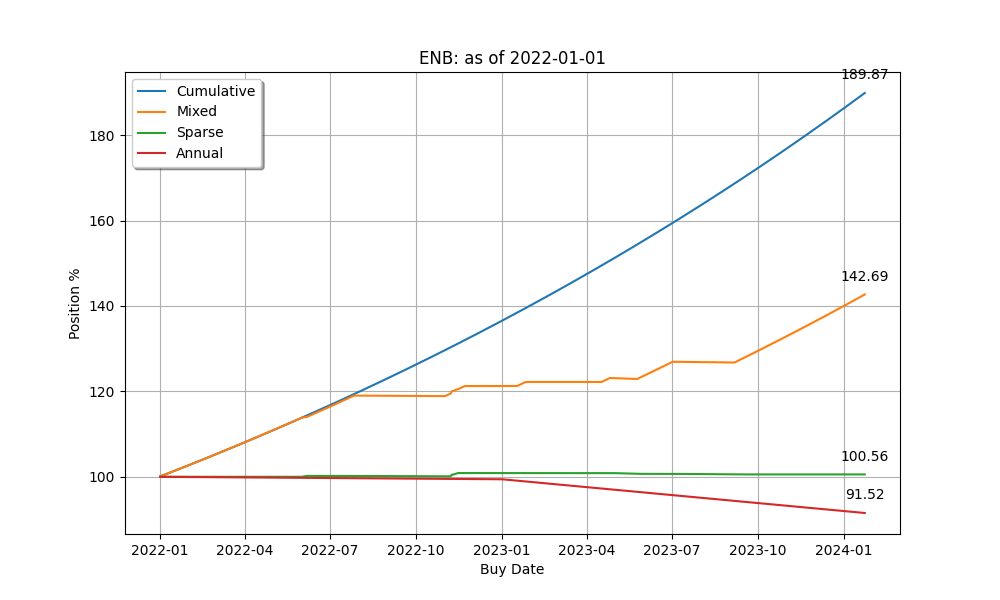 ENB: as of 2022-01-01
Cumulative
Mixed
Sparse
Annual
189.87
142.69
100.56
91.52
180
160
140
120
100
Position %
2022-01 2022-04 2022-07 2022-10 2023-01 2023-04 2023-07 2023-10 2024-01
Buy Date